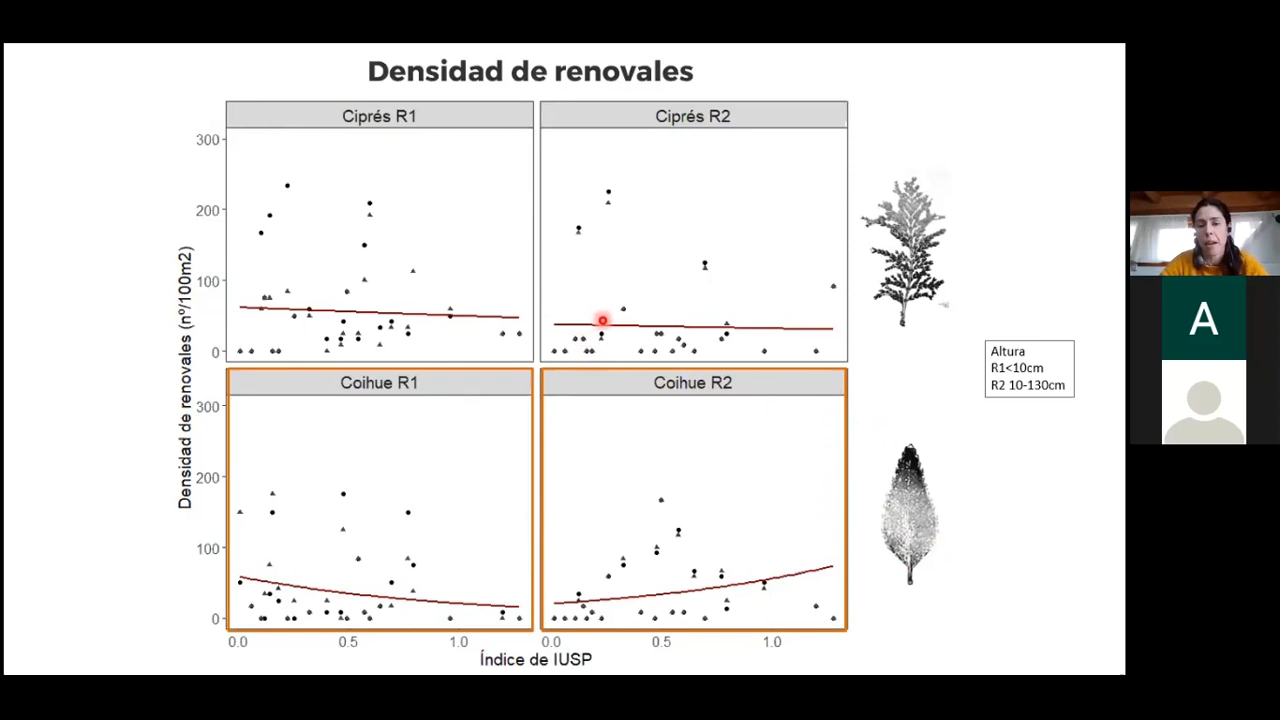 Densidad de renovales
Ciprés R1
Ciprés R2
300
200
100
0
Densidad de renovales (nº/100m2)
Coihue R1
Coihue R2
300
200
100
0
0.0
0.5
1.0
0.0
0.5
1.0
Índice de IUSP
Altura
R1<10cm
R2 10-130cm
A